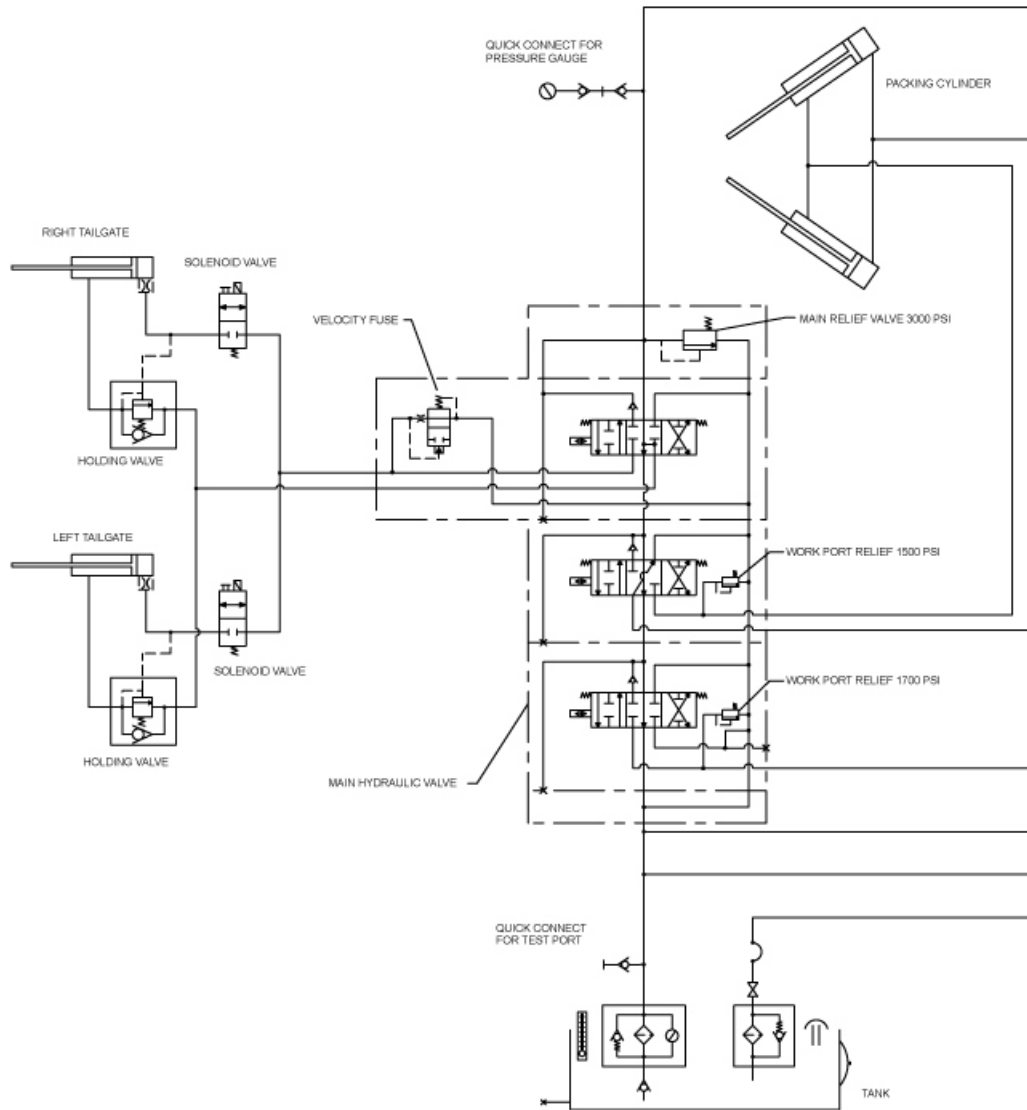 QUICK CONNECT FOR
PRESSURE GAUGE
PACKING CYLINDER
RIGHT TAILGATE
SOLENOID VALVE
VELOCITY FUSE
MAIN RELIEF VALVE 3000 PSI
HOLDING VALVE
LEFT TAILGATE
WORK PORT RELIEF 1500 PSI
SOLENOID VALVE
WORK PORT RELIEF 1700 PSI
HOLDING VALVE
MAIN HYDRAULIC VALVE
QUICK CONNECT
FOR TEST PORT
TANK